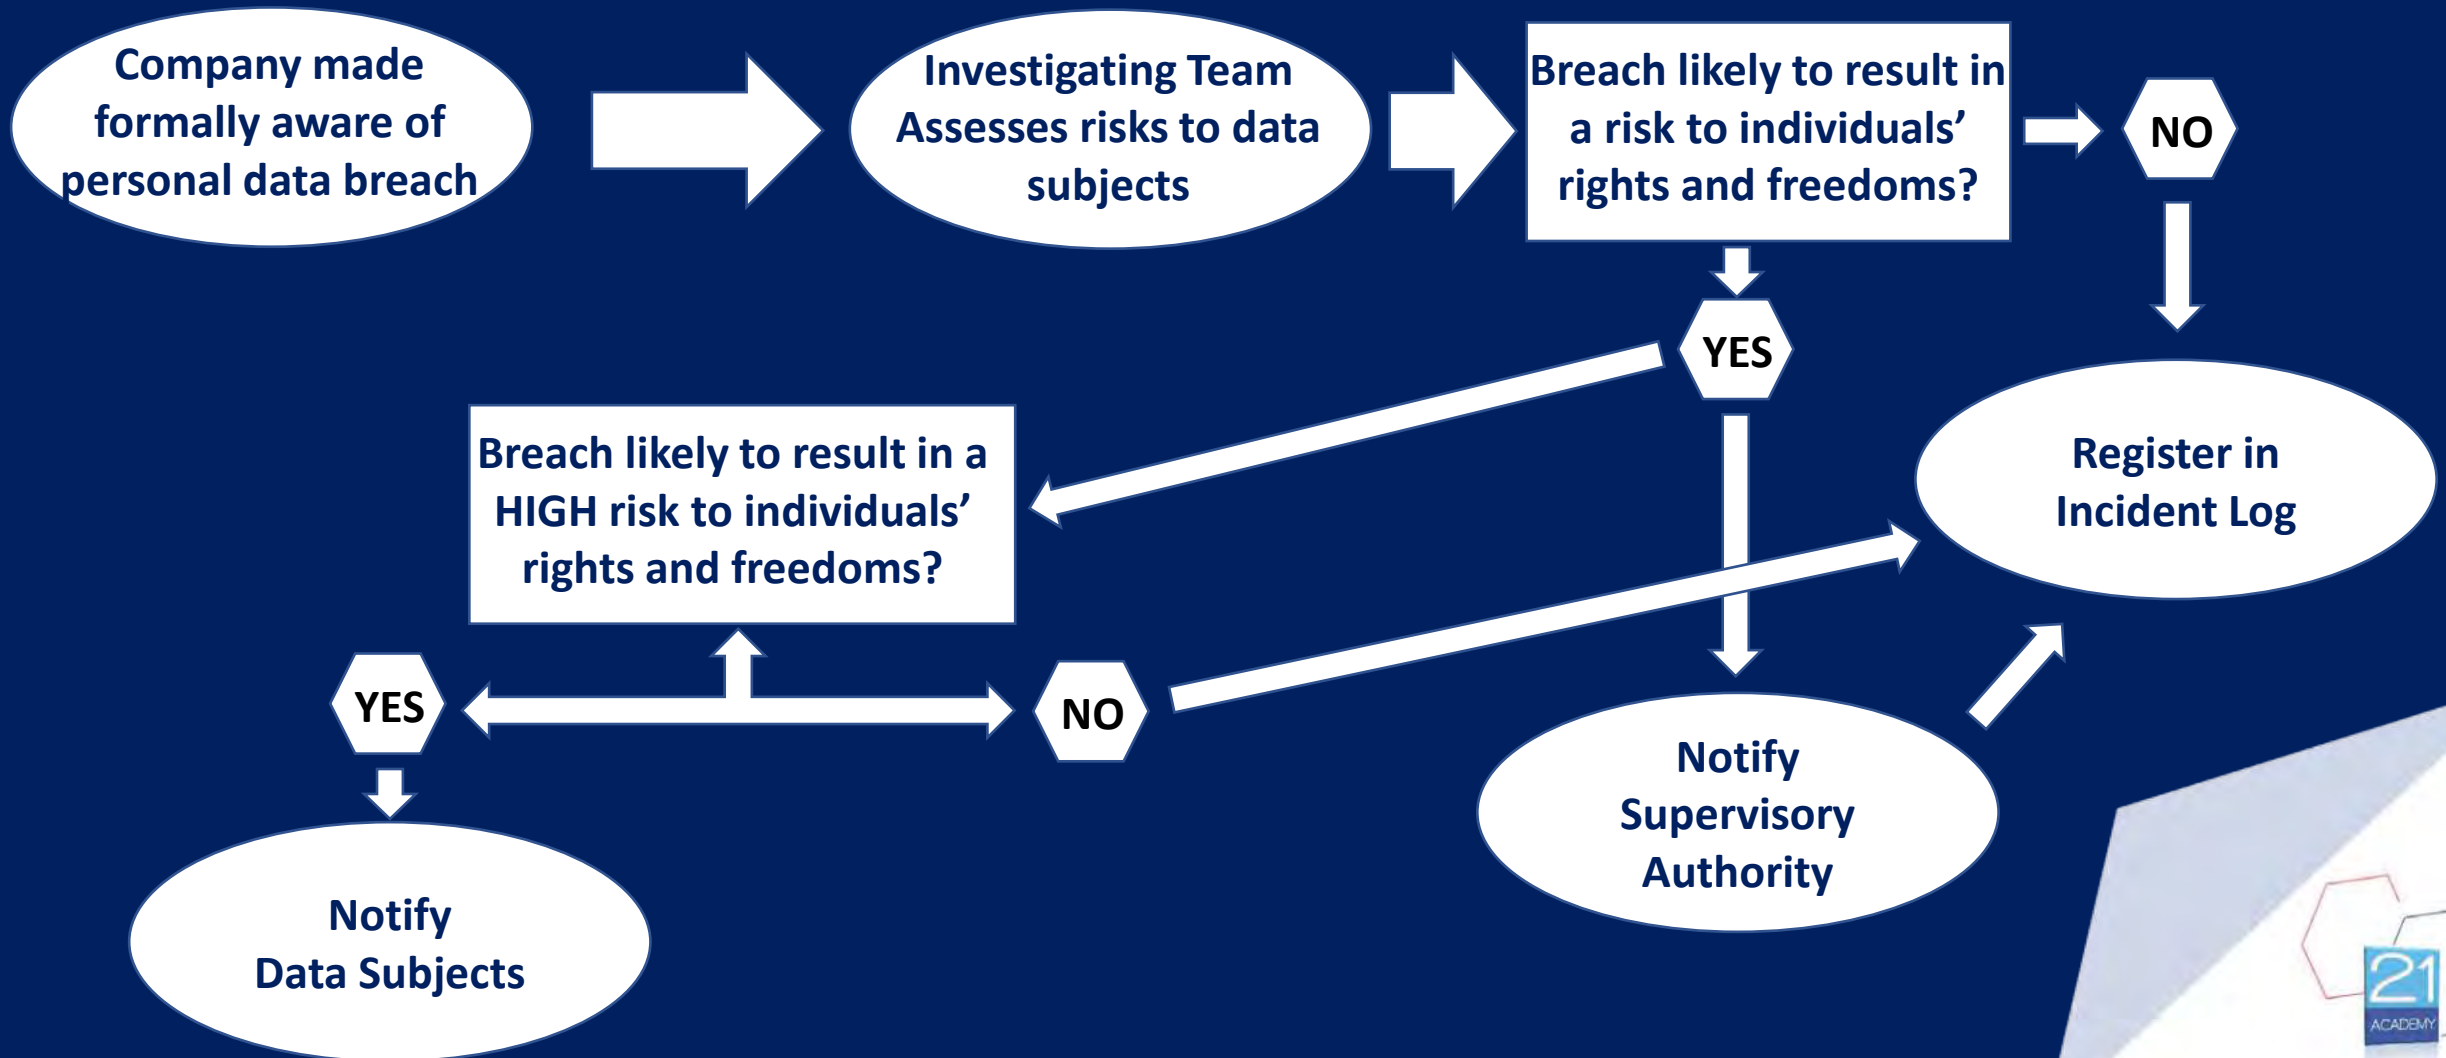 Company made
formally aware of
personal data breach
Investigating Team
Assesses risks to data
subjects
Breach likely to result in
a risk to individuals’
rights and freedoms?
NO
YES
Breach likely to result in a
HIGH risk to individuals’
rights and freedoms?
Register in
Incident Log
YES
NO
Notify
Supervisory
Authority
Notify
Data Subjects
21
ACADEMY